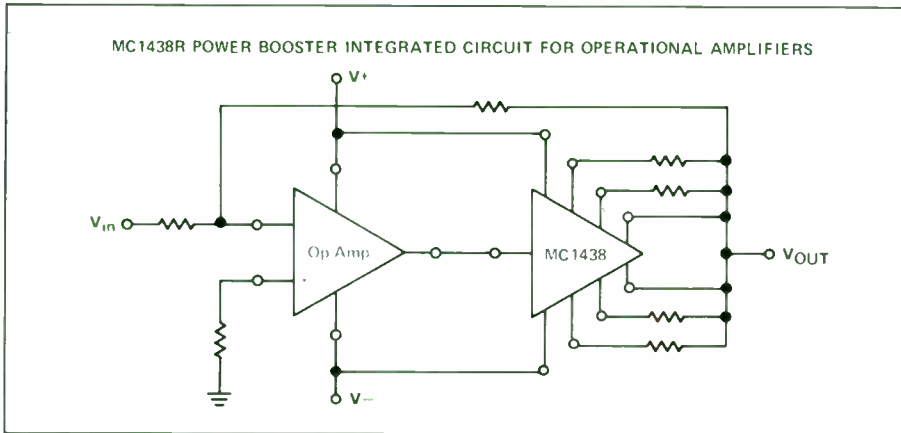 MC1438R POWER BOOSTER INTEGRATED CIRCUIT FOR OPERATIONAL AMPLIFIERS
V+
Vin
Op Amp
MC1438
VOUT
V-